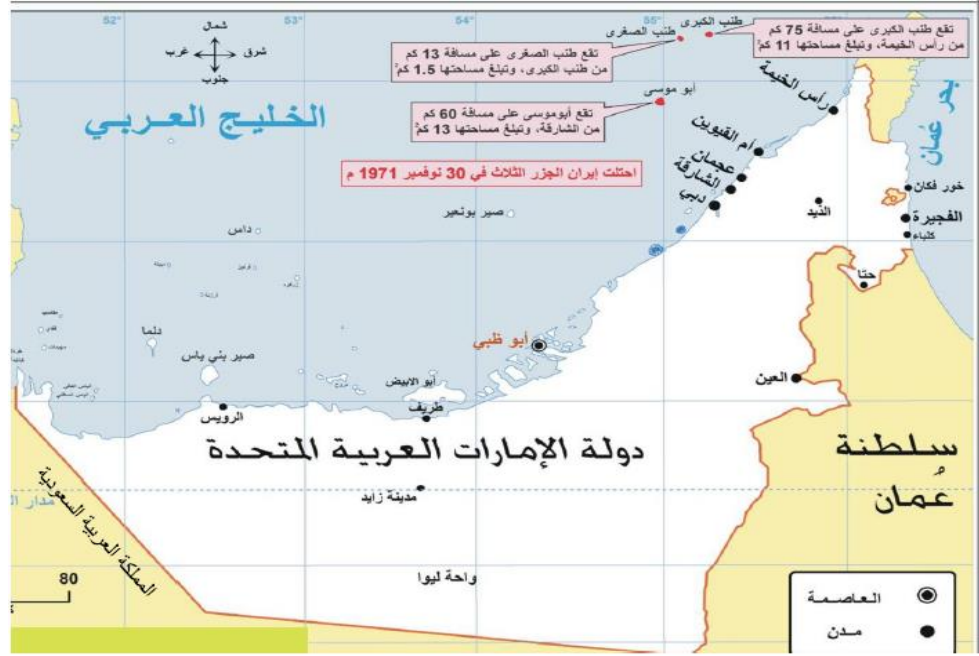 52°
53°
54°
55°
شمال
شرق
غرب
جنوب
طنب الكبرى
طنب الصغرى
تقع طنب الكبرى على مسافة 75 كم
من رأس الخيمة، وتبلغ مساحتها 11 كم²
تقع طنب الصغرى على مسافة 13 كم
من طنب الكبرى، وتبلغ مساحتها 1.5 كم²
أبو موسى
تقع أبوموسى على مسافة 60 كم
من الشارقة، وتبلغ مساحتها 13 كم²
احتلت إيران الجزر الثلاث في 30 نوفمبر 1971 م
الخليج العربي
بحر عُمان
رأس الخيمة
أم القيوين
عجمان
الشارقة
دبي
خور فكان
الذيد
الفجيرة
كلباء
صير بونعير
داس
حتا
دلما
صير بني ياس
أبو ظبي
أبو الابيض
العين
الرويس
طريف
دولة الإمارات العربية المتحدة
سلطنة
عُمان
مدينة زايد
مدار
المملكة العربية السعودية
واحة ليوا
80
العاصمة
مدن